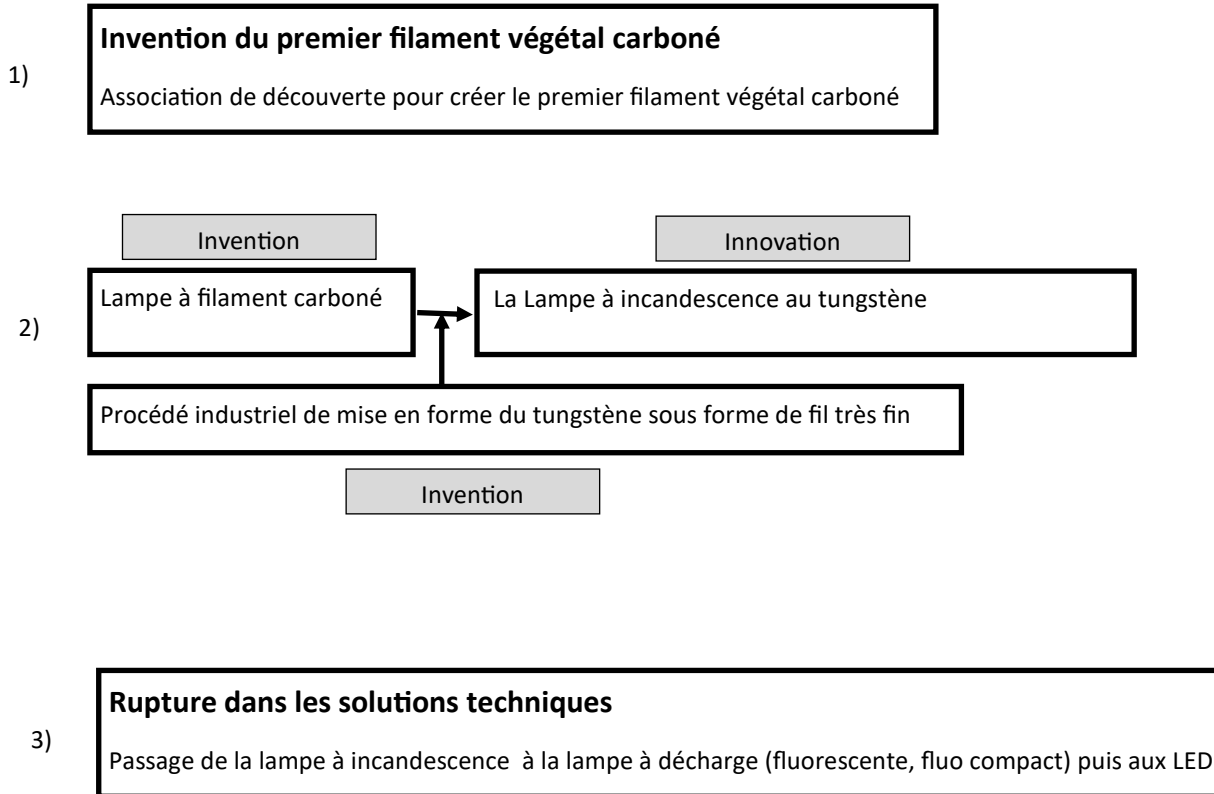 Invention du premier filament végétal carboné
1)
Association de découverte pour créer le premier filament végétal carboné
Invention
Innovation
Lampe à filament carboné
La Lampe à incandescence au tungstène
2)
Procédé industriel de mise en forme du tungstène sous forme de fil très fin
Invention
Rupture dans les solutions techniques
3)
Passage de la lampe à incandescence à la lampe à décharge (fluorescente, fluo compact) puis aux LED